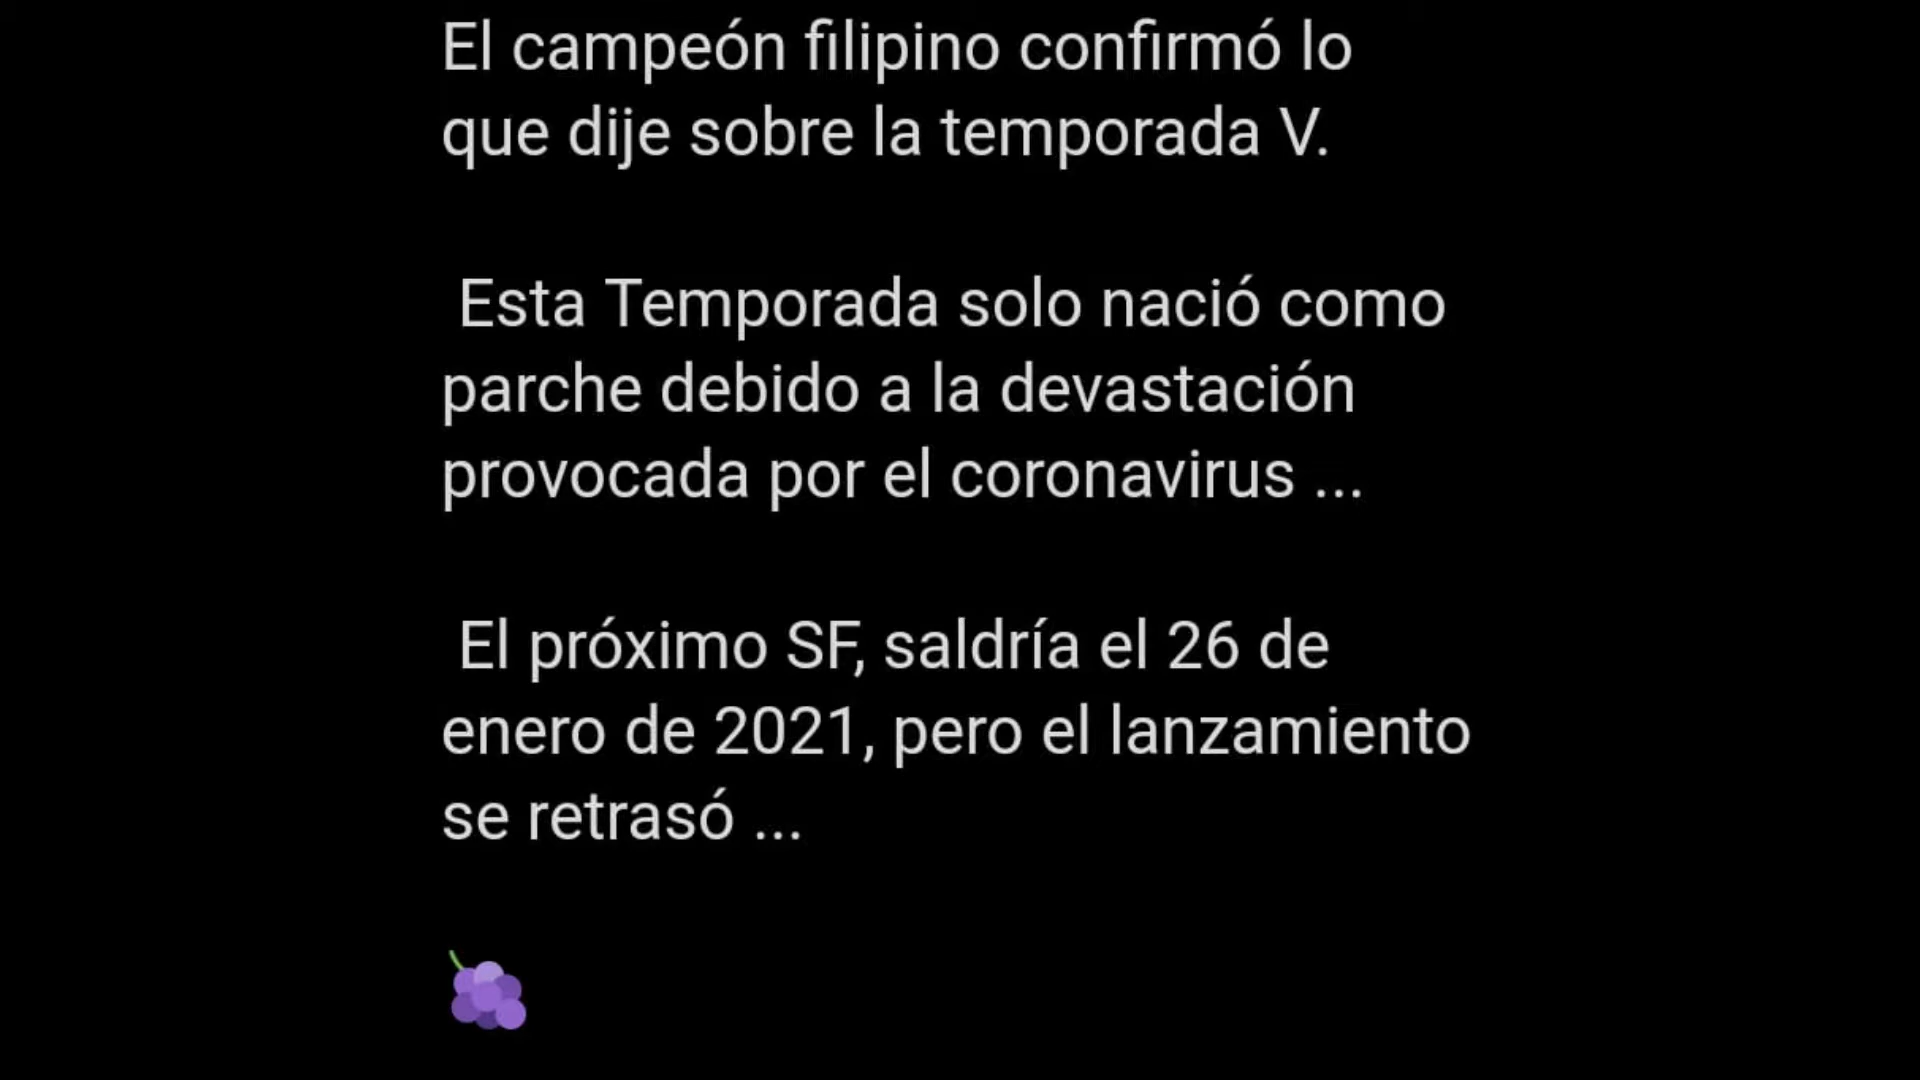 El campeón filipino confirmó lo
que dije sobre la temporada V.
Esta Temporada solo nació como
parche debido a la devastación
provocada por el coronavirus ...
El próximo SF, saldría el 26 de
enero de 2021, pero el lanzamiento
se retrasó ...